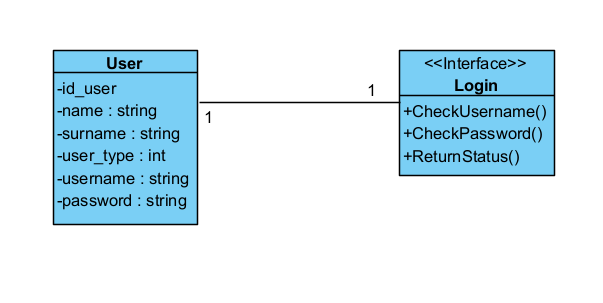 User
-id_user
-name : string
-surname : string
-user_type : int
-username : string
-password : string
1
1
<<Interface>>
Login
+CheckUsername()
+CheckPassword()
+ReturnStatus()